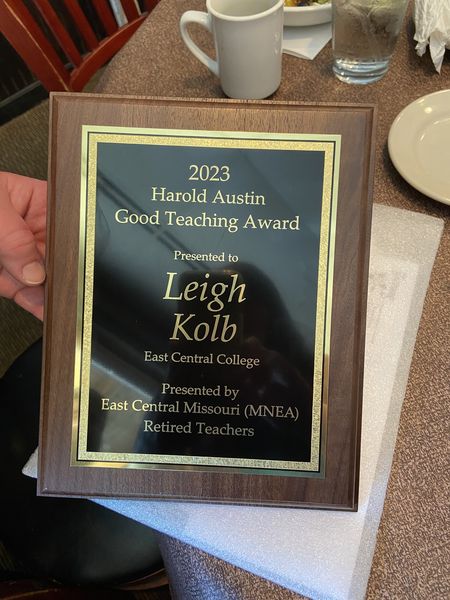 2023
Harold Austin
Good Teaching Award
Presented to
Leigh
Kolb
East Central College
Presented by
East Central Missouri (MNEA)
Retired Teachers